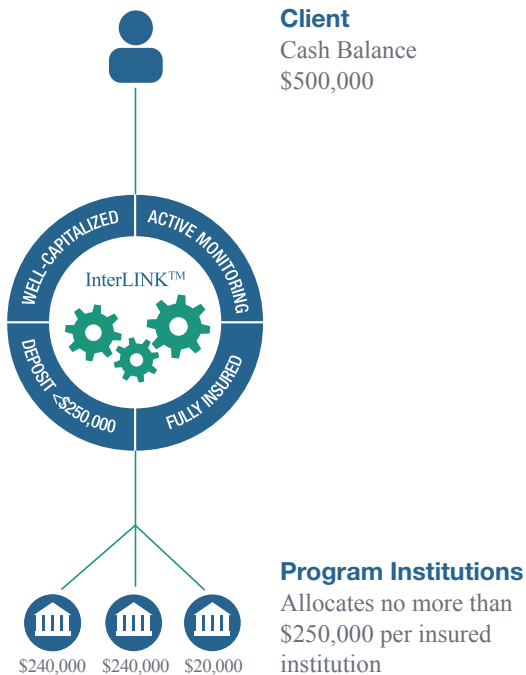 Client
Cash Balance
$500,000
WELL-CAPITALIZED
ACTIVE MONITORING
InterLINK™
DEPOSIT <$250,000
FULLY INSURED
Program Institutions
Allocates no more than
$250,000 per insured
institution
$240,000 $240,000 $20,000